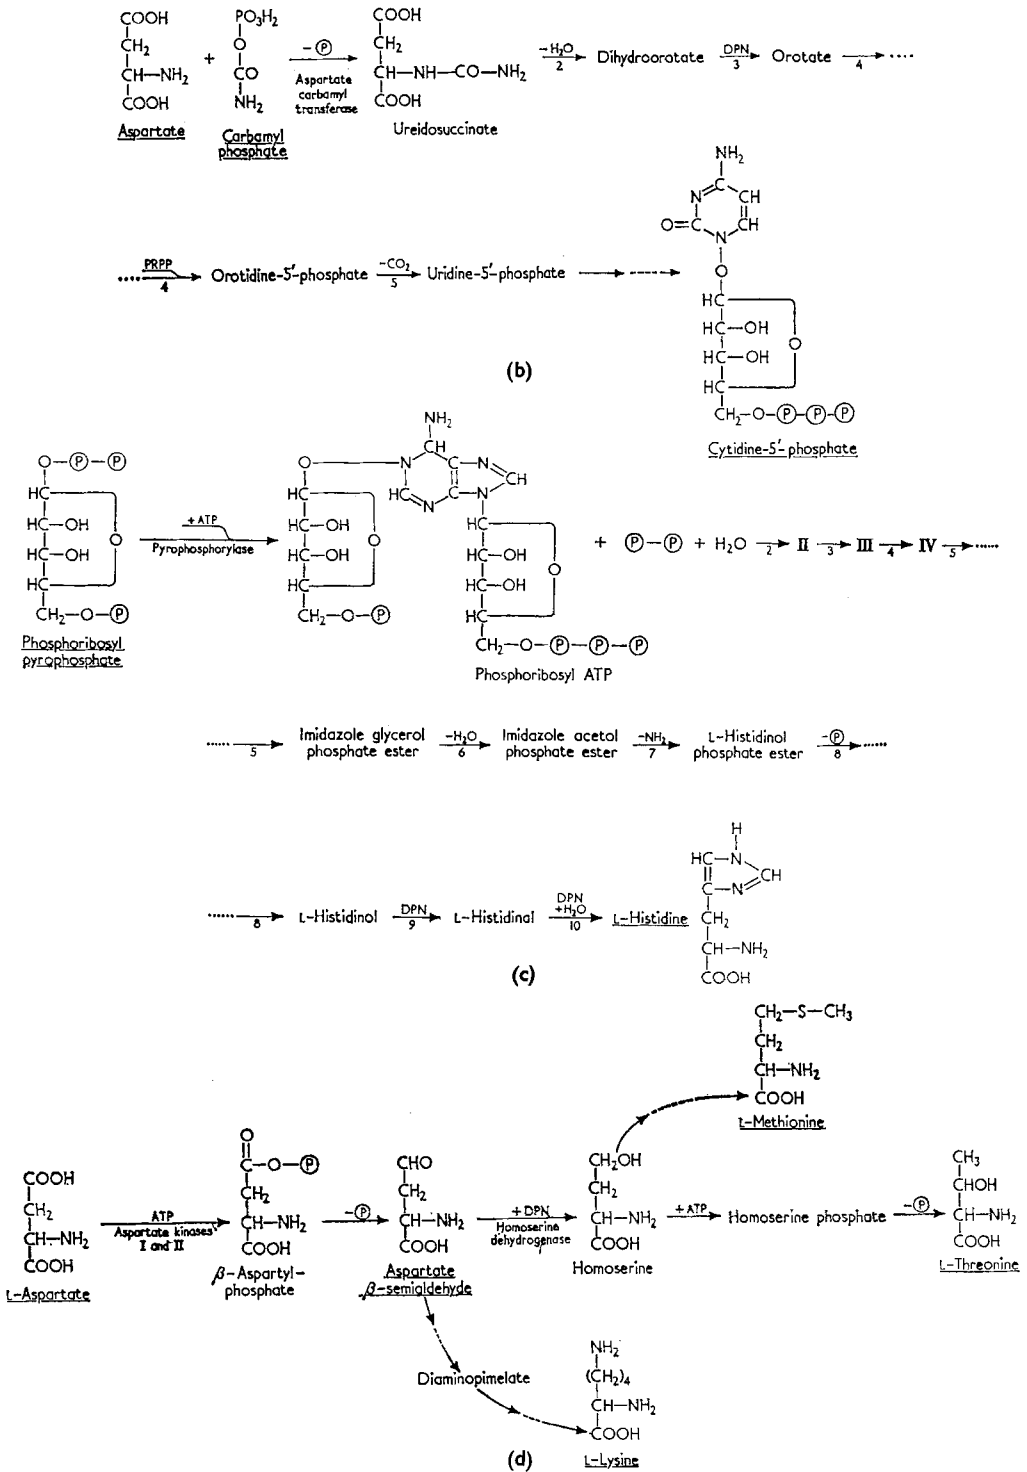 COOH
CH2
CH—NH2
COOH
Aspartate
+
PO3H2
O
CO
NH2
Carbamyl
phosphate
– P
Aspartate
carbamyl
transferase
COOH
CH2
CH—NH—CO—NH2
COOH
Ureidosuccinate
–H2O
2
Dihydroorotate
DPN
3
Orotate
4
....
.... PRPP
4
Orotidine-5′-phosphate
–CO2
5
Uridine-5′-phosphate
NH2
C
N CH
O=C CH
N
O
HC
HC—OH
O
HC—OH
HC
CH2—O—P—P—P
Cytidine-5′-phosphate
(b)
O—P—P
HC
HC—OH
O
HC—OH
HC
CH2—O—P
Phosphoribosyl
pyrophosphate
+ATP
Pyrophosphorylase
NH2
CH
O N C N
CH
HC C N
N
HC
HC—OH
O
HC—OH
HC
CH2—O—P
HC
HC—OH
O
HC—OH
HC
CH2—O—P—P—P
Phosphoribosyl ATP
+ P—P + H2O 2 II 3 III 4 IV 5 ......
...... 5
Imidazole glycerol
phosphate ester
–H2O
6
Imidazole acetol
phosphate ester
–NH2
7
L-Histidinol
phosphate ester
–P
8
......
...... 8
L-Histidinol
DPN
9
L-Histidinal
DPN
+H2O
10
L-Histidine
H
HC—N
CH
C—N
CH2
CH—NH2
COOH
(c)
CH2—S—CH3
CH2
CH—NH2
COOH
L-Methionine
COOH
CH2
CH—NH2
COOH
L-Aspartate
ATP
Aspartate kinases
I and II
O
C—O—P
CH2
CH—NH2
COOH
β-Aspartyl-
phosphate
–P
CHO
CH2
CH—NH2
COOH
Aspartate
β-semialdehyde
+DPN
Homoserine
dehydrogenase
CH2OH
CH2
CH—NH2
COOH
Homoserine
+ATP
Homoserine phosphate
–P
CH3
CHOH
CH—NH2
COOH
L-Threonine
Diaminopimelate
NH2
(CH2)4
CH—NH2
COOH
L-Lysine
(d)